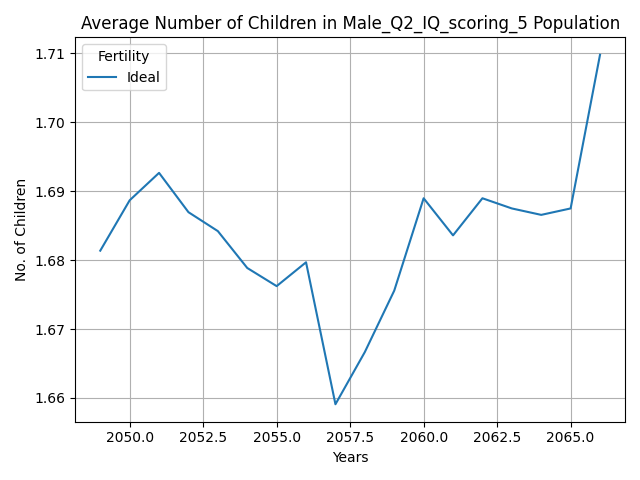 Average Number of Children in Male_Q2_IQ_scoring_5 Population
Fertility
Ideal
No. of Children
1.71
1.70
1.69
1.68
1.67
1.66
2050.0 2052.5 2055.0 2057.5 2060.0 2062.5 2065.0
Years